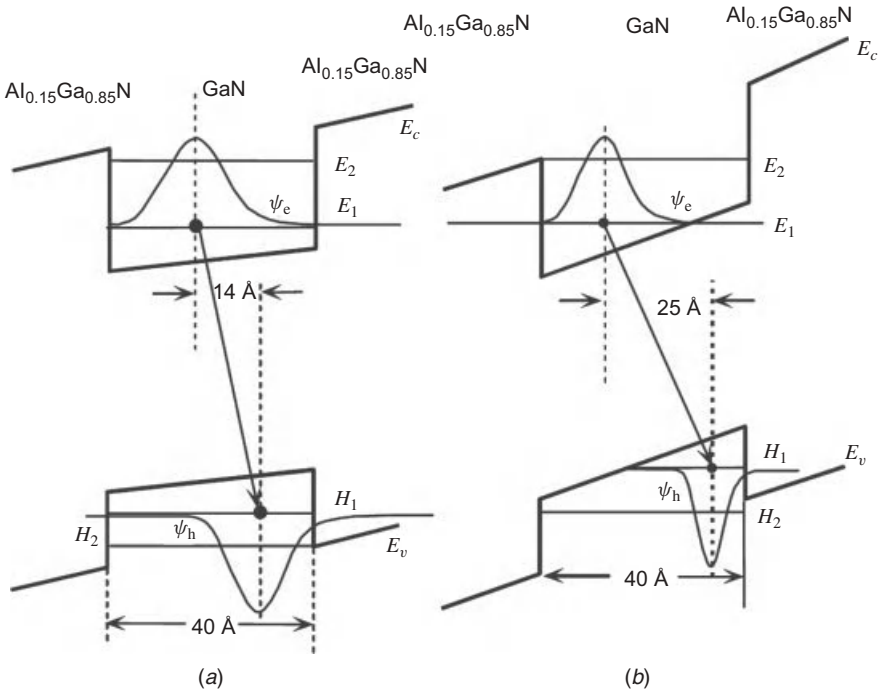 Al0.15Ga0.85N
GaN
Al0.15Ga0.85N
Ec
E2
ψe
E1
14 Å
H1
ψh
H2
Ev
40 Å
(a)
Al0.15Ga0.85N
GaN
Al0.15Ga0.85N
Ec
E2
ψe
E1
25 Å
H1
Ev
ψh
H2
40 Å
(b)